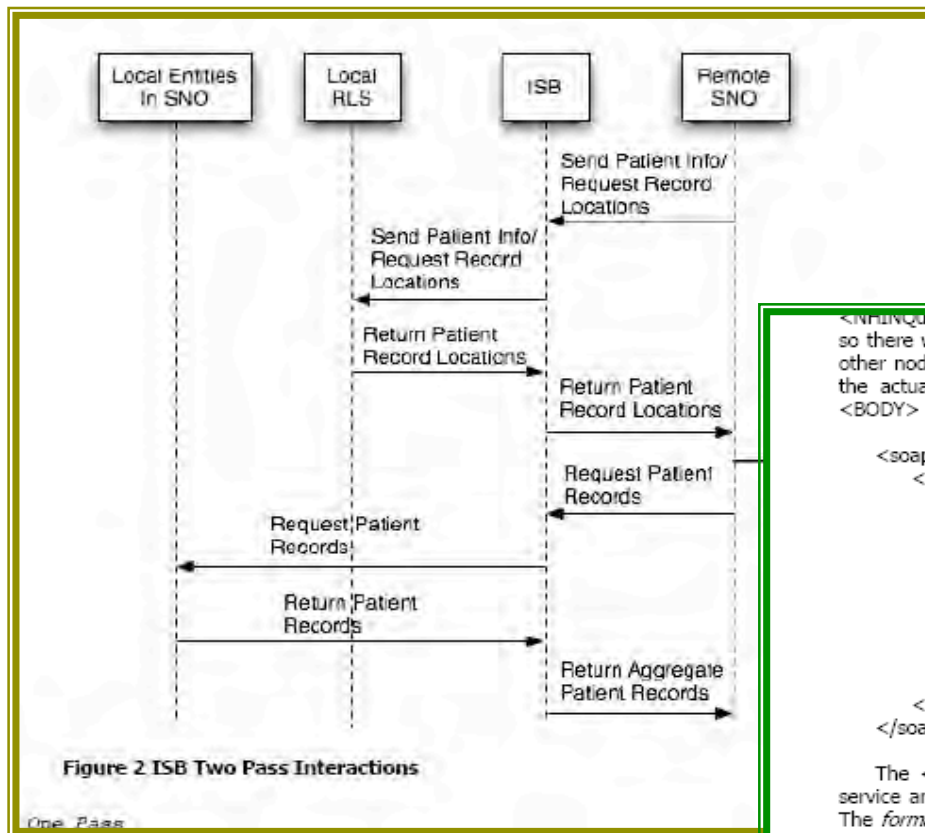 Local Entities
In SNO
Local
RLS
ISB
Remote
SNO
Send Patient Info/
Request Record
Locations
Send Patient Info/
Request Record
Locations
Return Patient
Record Locations
Return Patient
Record Locations
Request Patient
Records
Request Patient
Records
Return Patient
Records
Return Aggregate
Patient Records
Figure 2 ISB Two Pass Interactions
One Pass
so there
other nod
the actua
<BODY>
<soap
<
<
</soa
The <
service an
The form